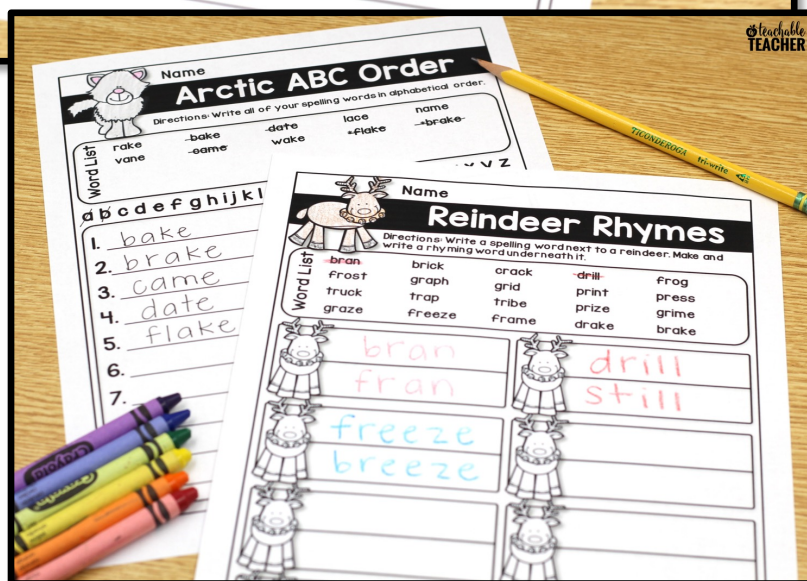 teachable
TEACHER
Name
Arctic ABC Order
Directions: Write all of your spelling words in alphabetical order.
Word List
rake bake date lace name
vane came wake flake brake
a b c d e f g h i j k l
x y z
1. bake
2. brake
3. came
4. date
5. flake
6.
7.
TICONDEROGA tri-write
crayola
Name
Reindeer Rhymes
Directions: Write a spelling word next to a reindeer. Make and
write a rhyming word underneath it.
Word List
bran brick crack drill frog
frost graph grid print press
truck trap tribe prize grime
graze freeze frame drake brake
bran
fran
drill
still
freeze
breeze